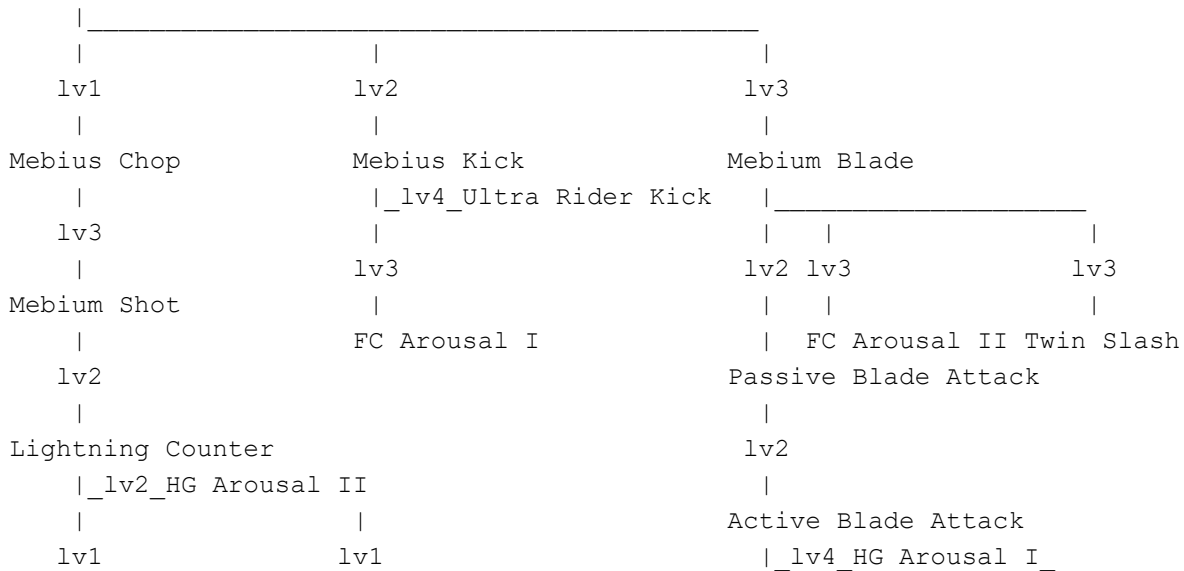 |___________________________________________
|                  |                        |
lv1                lv2                      lv3
|                  |                        |
Mebius Chop           Mebius Kick             Mebium Blade
|                  |_lv4_Ultra Rider Kick   |____________________
lv3                |                        |   |                |
|                 lv3                      lv2 lv3              lv3
Mebium Shot            |                        |   |                |
|                 FC Arousal I              |  FC Arousal II Twin Slash
lv2                                       Passive Blade Attack
|                                           |
Lightning Counter                              lv2
|_lv2_HG Arousal II                         |
|                 |                       Active Blade Attack
lv1               lv1                       |_lv4_HG Arousal I_